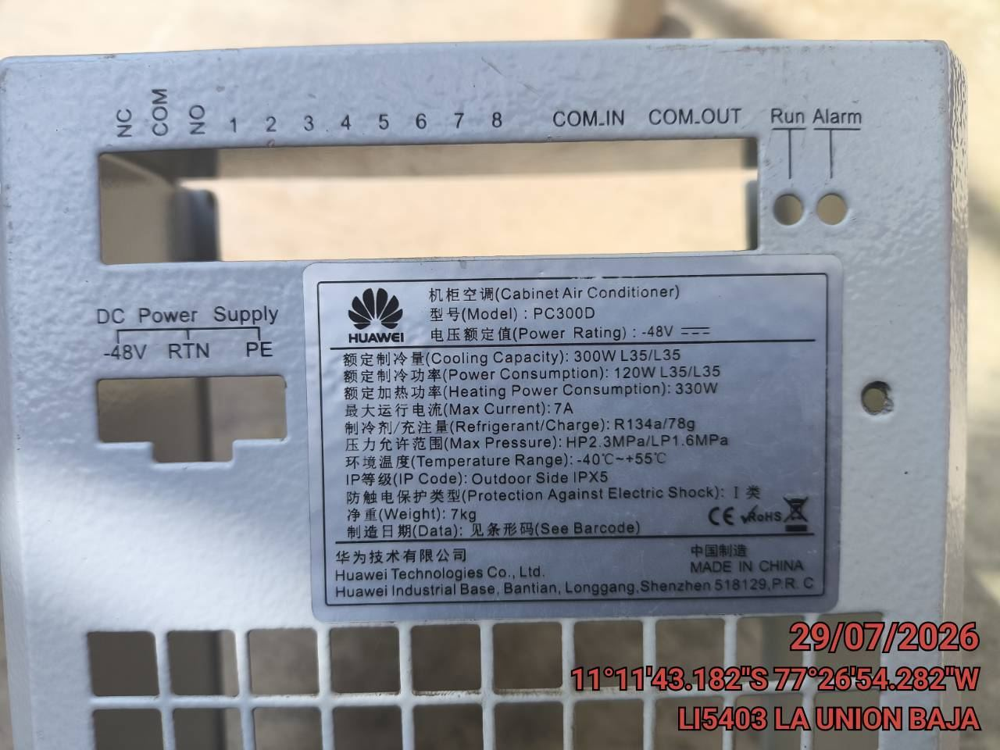 NC COM NO 1 2 3 4 5 6 7 8 COM-IN COM-OUT Run Alarm
DC Power Supply
-48V RTN PE
HUAWEI
机柜空调(Cabinet Air Conditioner)
型号(Model) : PC300D
电压额定值(Power Rating) : -48V ⎓
额定制冷量(Cooling Capacity): 300W L35/L35
额定制冷功率(Power Consumption): 120W L35/L35
额定加热功率(Heating Power Consumption): 330W
最大运行电流(Max Current): 7A
制冷剂/充注量(Refrigerant/Charge): R134a/78g
压力允许范围(Max Pressure): HP2.3MPa/LP1.6MPa
环境温度(Temperature Range): -40℃~+55℃
IP等级(IP Code): Outdoor Side IPX5
防触电保护类型(Protection Against Electric Shock): I 类
净重(Weight): 7kg
制造日期(Data): 见条形码(See Barcode)
CE RoHS
华为技术有限公司
Huawei Technologies Co., Ltd.
Huawei Industrial Base, Bantian, Longgang,Shenzhen 518129,P.R. C
中国制造
MADE IN CHINA
29/07/2026
11°11'43.182"S 77°26'54.282"W
LI5403 LA UNION BAJA